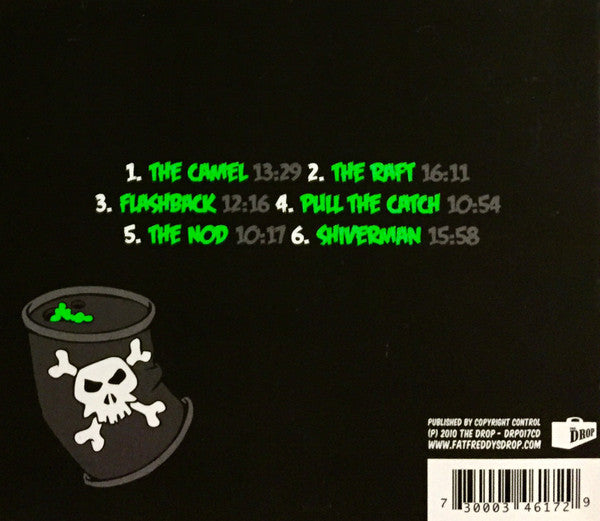 1. THE CAMEL 13:29 2. THE RAFT 16:11
3. FLASHBACK 12:16 4. PULL THE CATCH 10:54
5. THE NOD 10:17 6. SHIVERMAN 15:58
PUBLISHED BY COPYRIGHT CONTROL
(P) 2010 THE DROP - DRP017CD
WWW.FATFREDDYSDROP.COM
THE DROP
7 30003 46172 9